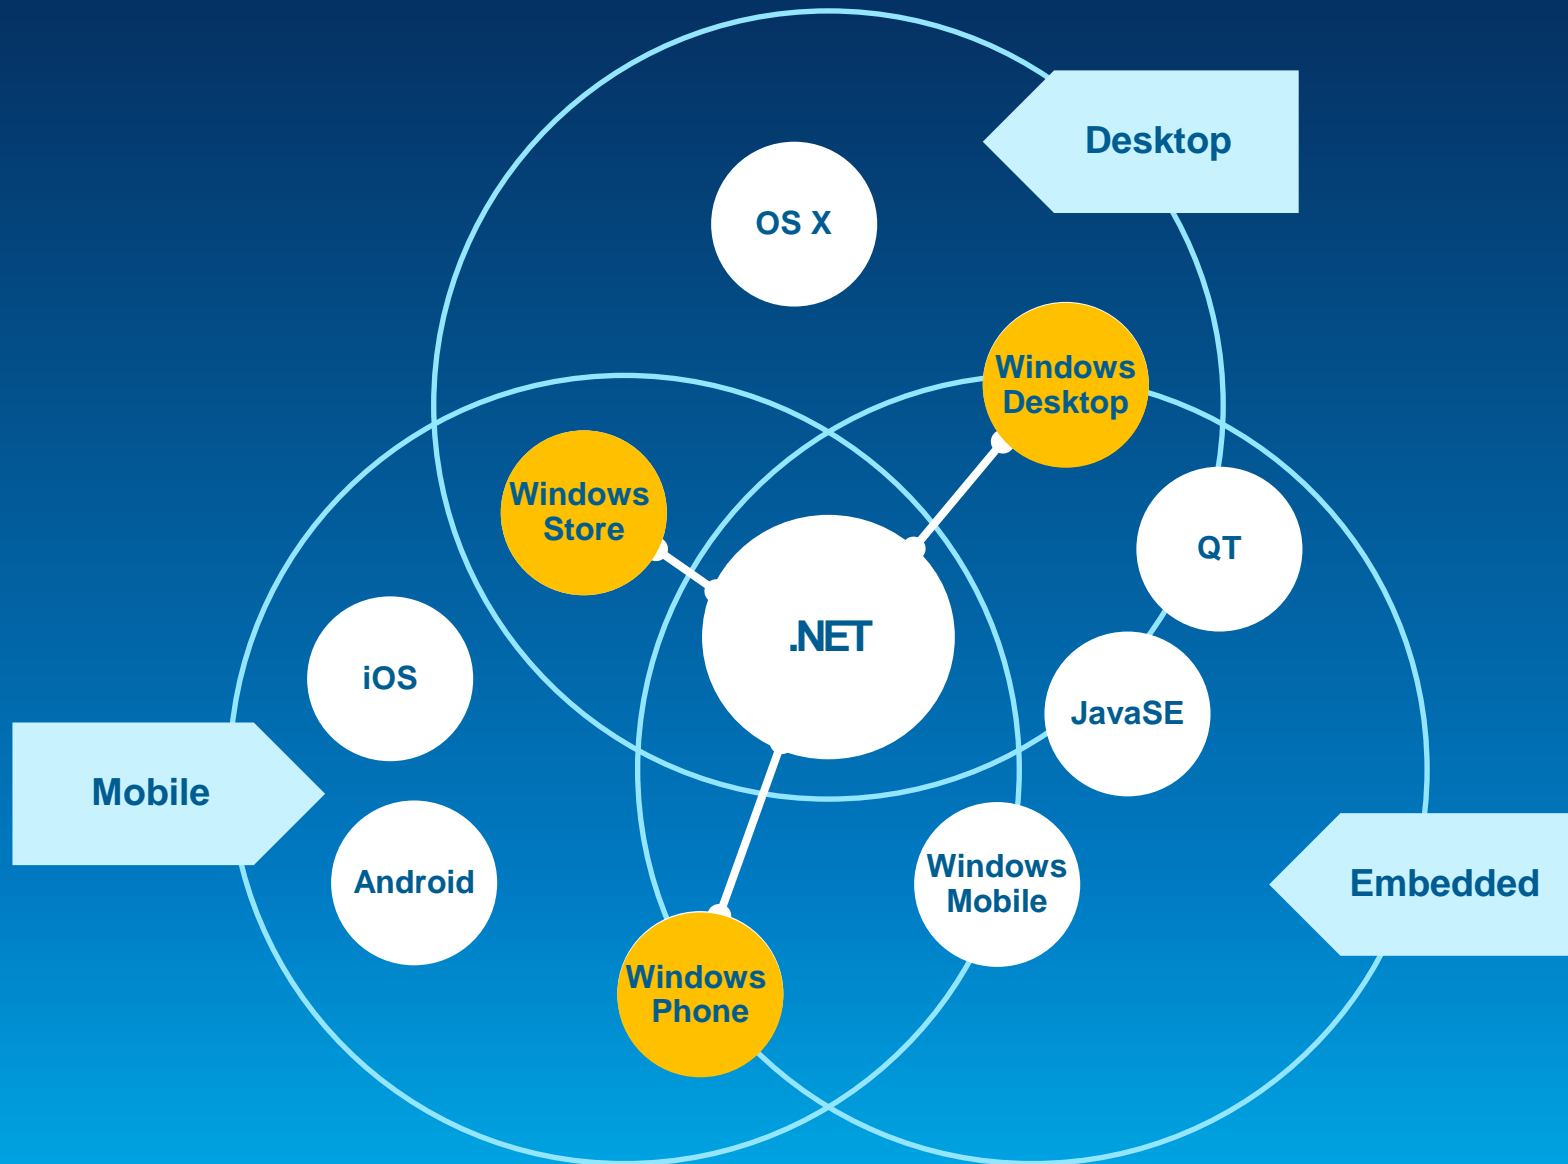 Desktop
OS X
Windows
Desktop
Windows
Store
QT
.NET
iOS
JavaSE
Mobile
Windows
Mobile
Android
Embedded
Windows
Phone